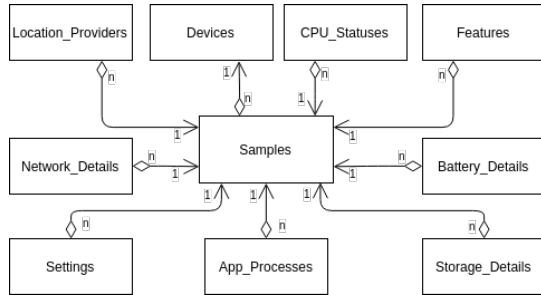 Location_Providers
Devices
CPU_Statuses
Features
n
1
n
n
n
1
1
1
Samples
Network_Details
n
1
1
n
Battery_Details
1
1
1
1
n
n
n
n
Settings
App_Processes
Storage_Details